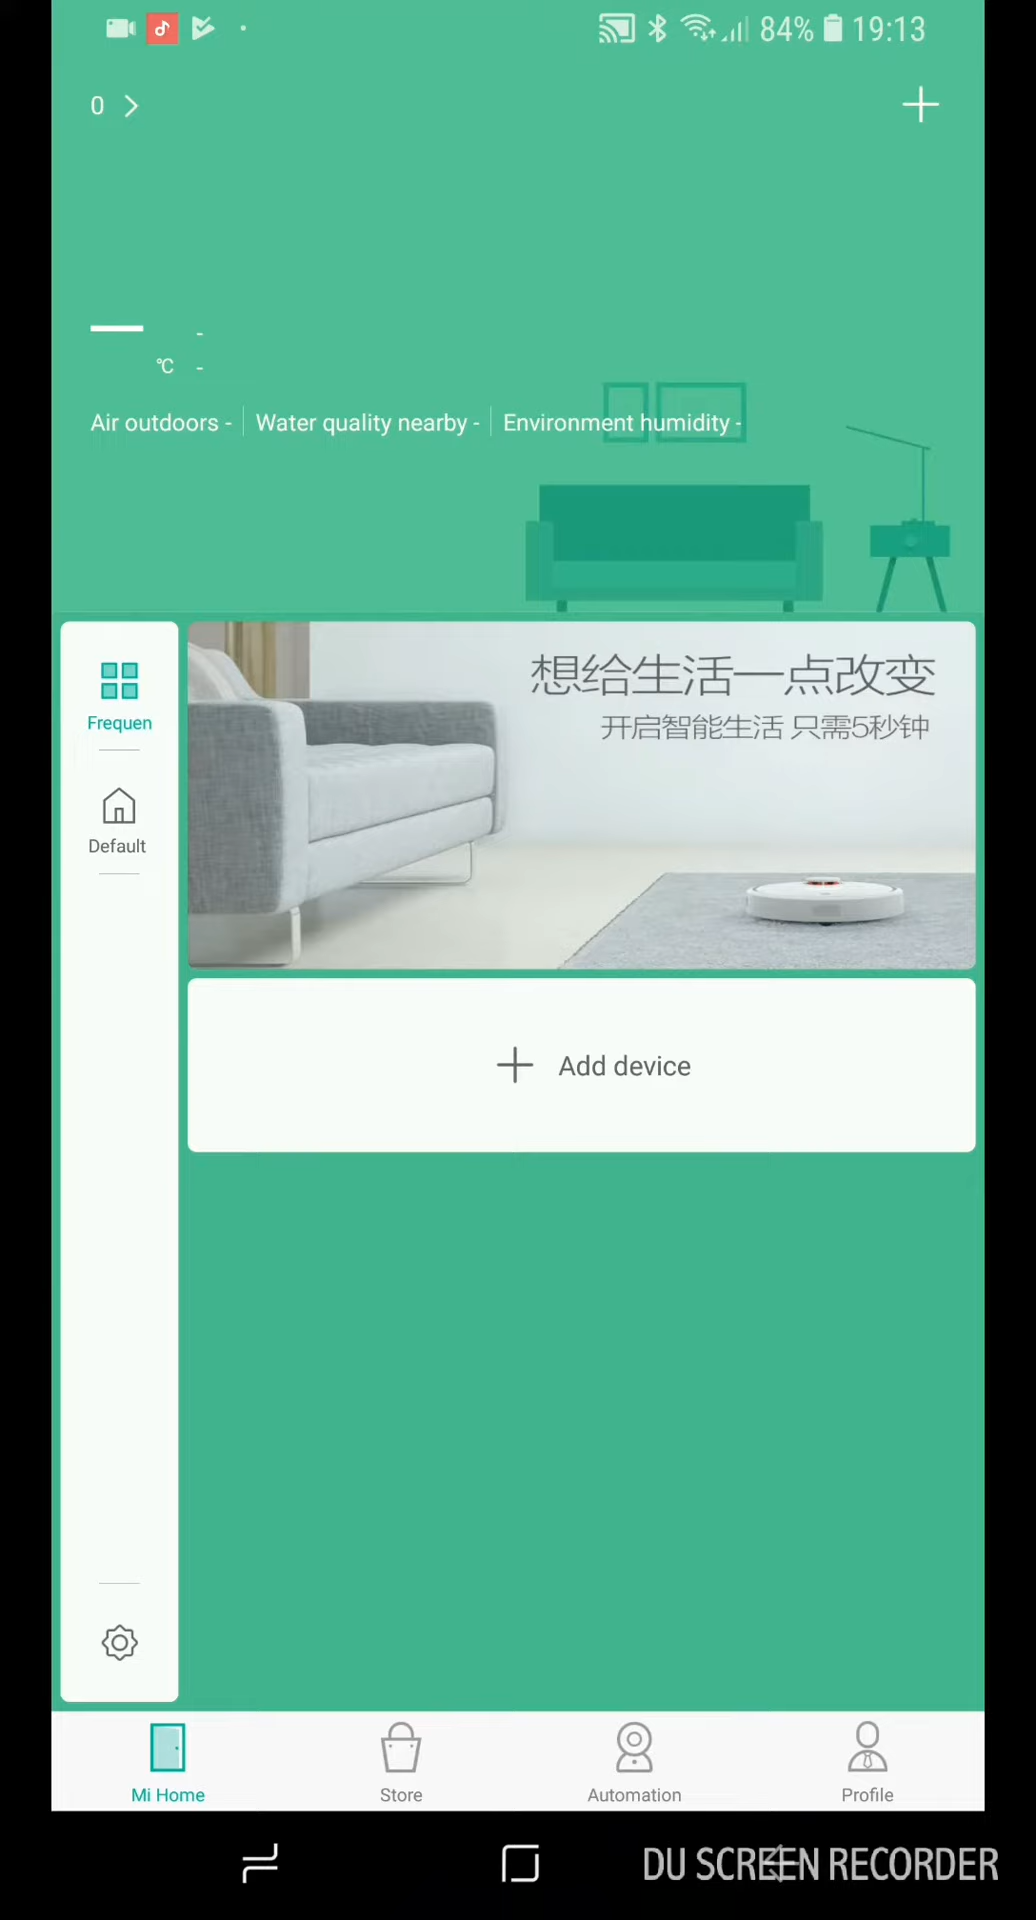 84% 19:13
0
-
°C -
Air outdoors - Water quality nearby - Environment humidity -
Frequen
Default
想给生活一点改变
开启智能生活 只需5秒钟
Add device
Mi Home Store Automation Profile
DU SCREEN RECORDER